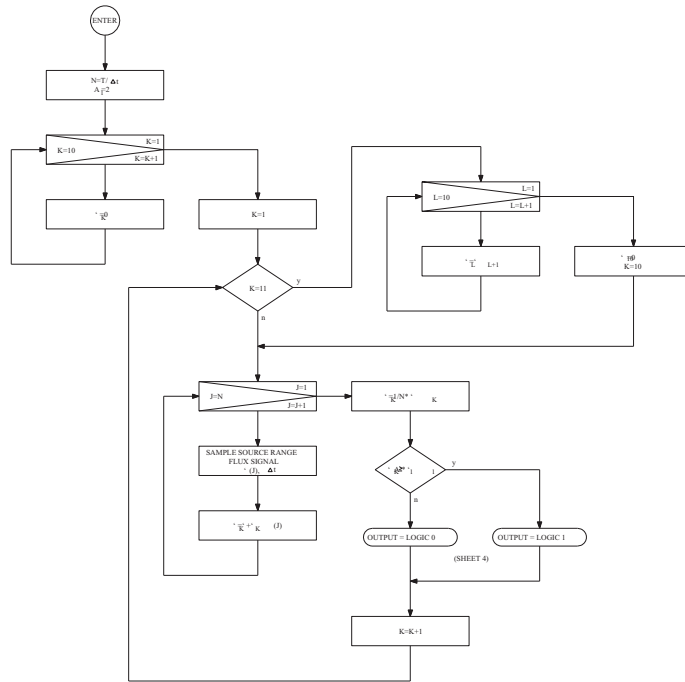 ENTER
N=T/ Δt
K=1
K=10
K=K+1
K=1
L=1
L=10
L=L+1
K=10
K=11
y
n
J=1
J=N
J=J+1
SAMPLE SOURCE RANGE
FLUX SIGNAL
(J), Δt
(J)
y
n
OUTPUT = LOGIC 0
OUTPUT = LOGIC 1
(SHEET 4)
K=K+1